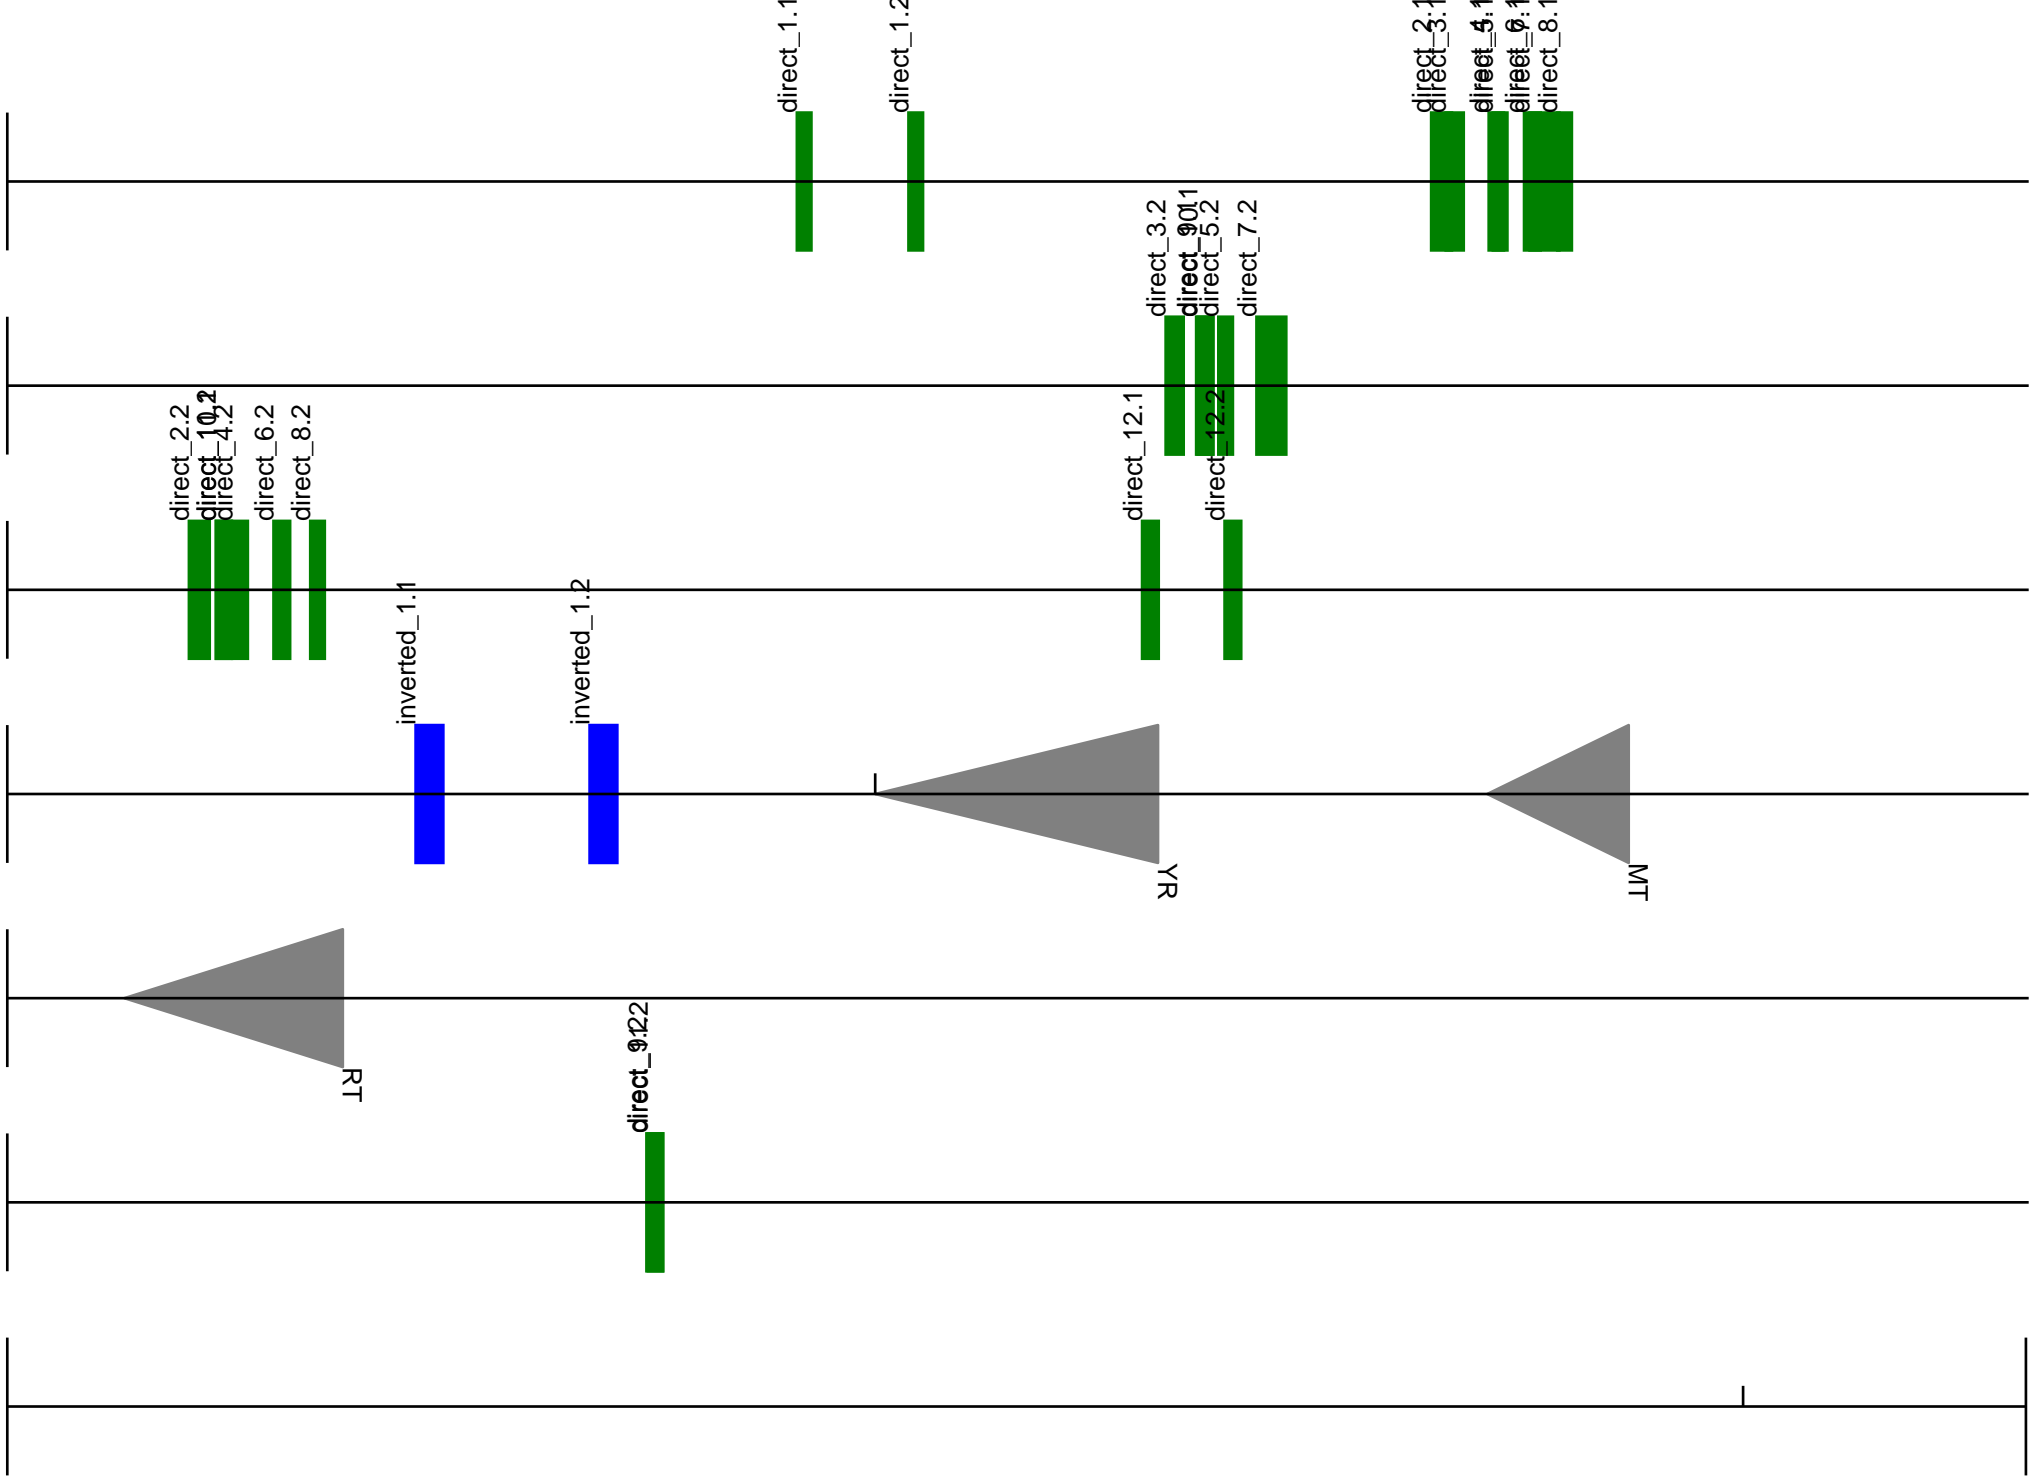 direct_1.1
direct_1.2
direct_2.1
direct_3.1
direct_8.1
direct_3.2
direct_5.2
direct_7.2
direct_2.2
direct_4.2
direct_6.2
direct_8.2
direct_12.1
direct_12.2
inverted_1.1
inverted_1.2
YR
MT
RT